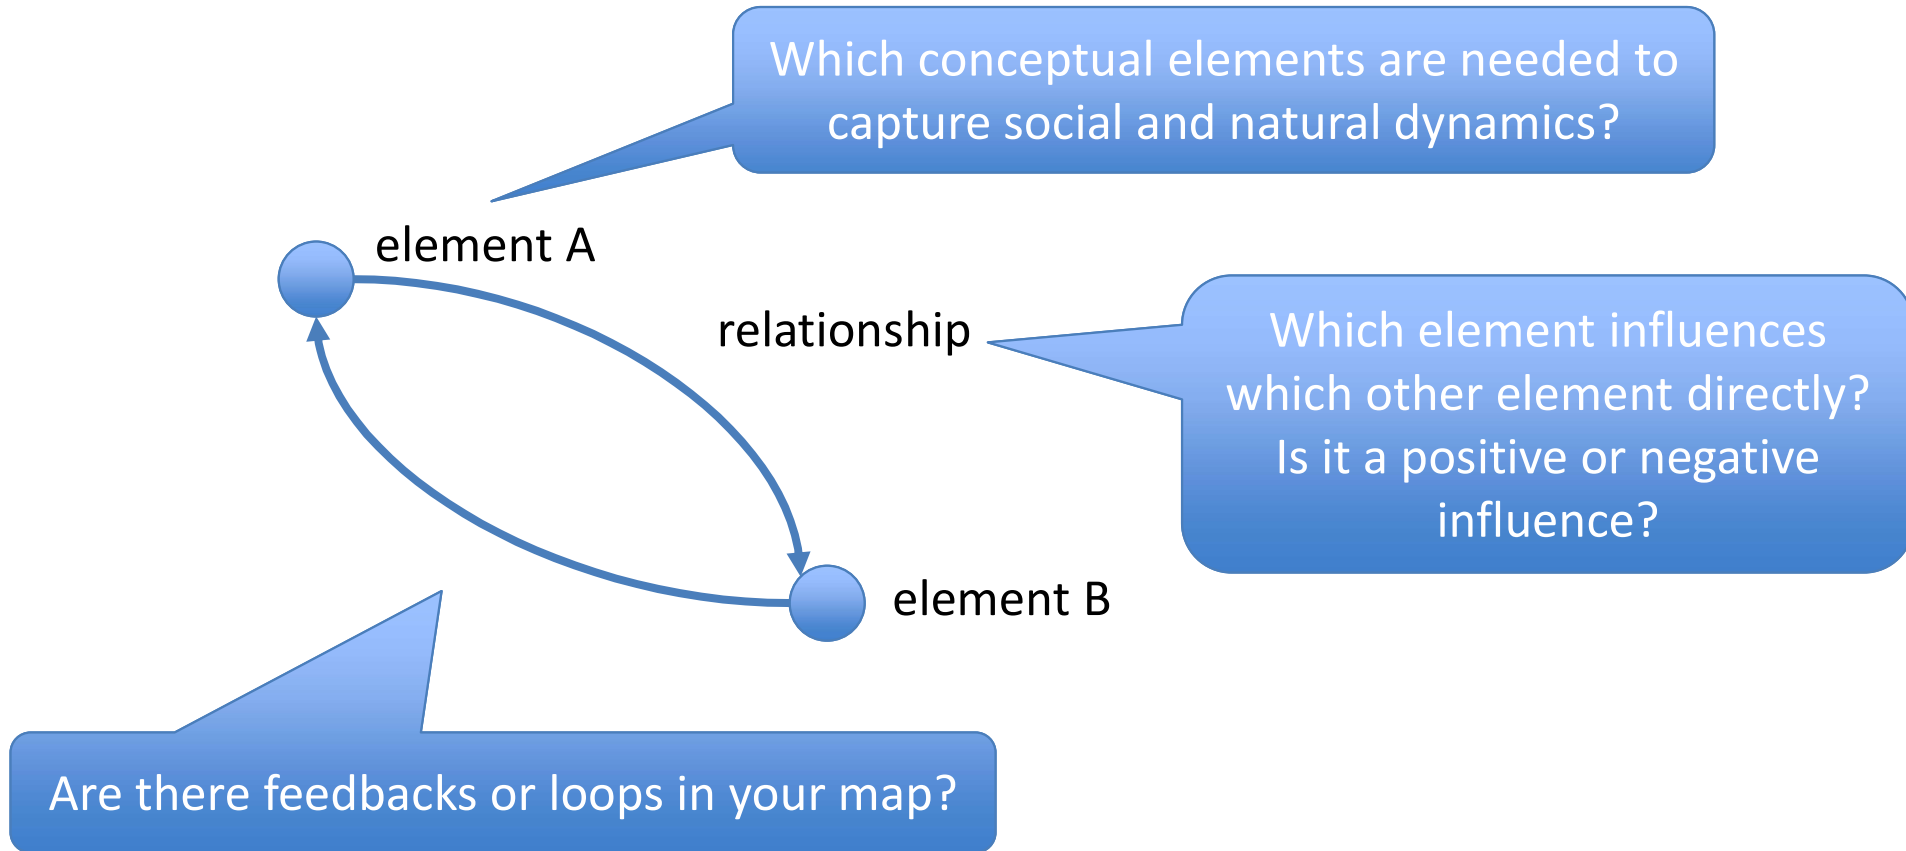 Which conceptual elements are needed to
capture social and natural dynamics?
element A
relationship
Which element influences
which other element directly?
Is it a positive or negative
influence?
element B
Are there feedbacks or loops in your map?